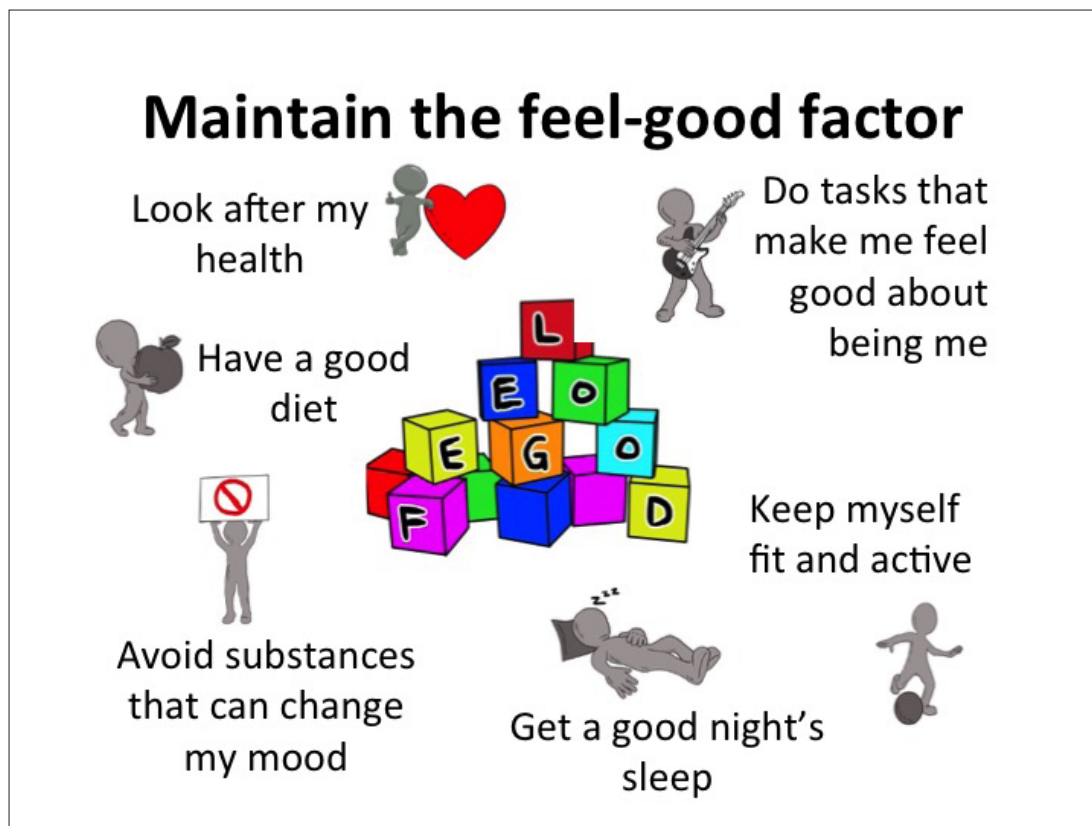 Maintain the feel-good factor
Look after my
health
Do tasks that
make me feel
good about
being me
Have a good
diet
L
E O
E G O
F D
Avoid substances
that can change
my mood
zzz
Get a good night's
sleep
Keep myself
fit and active